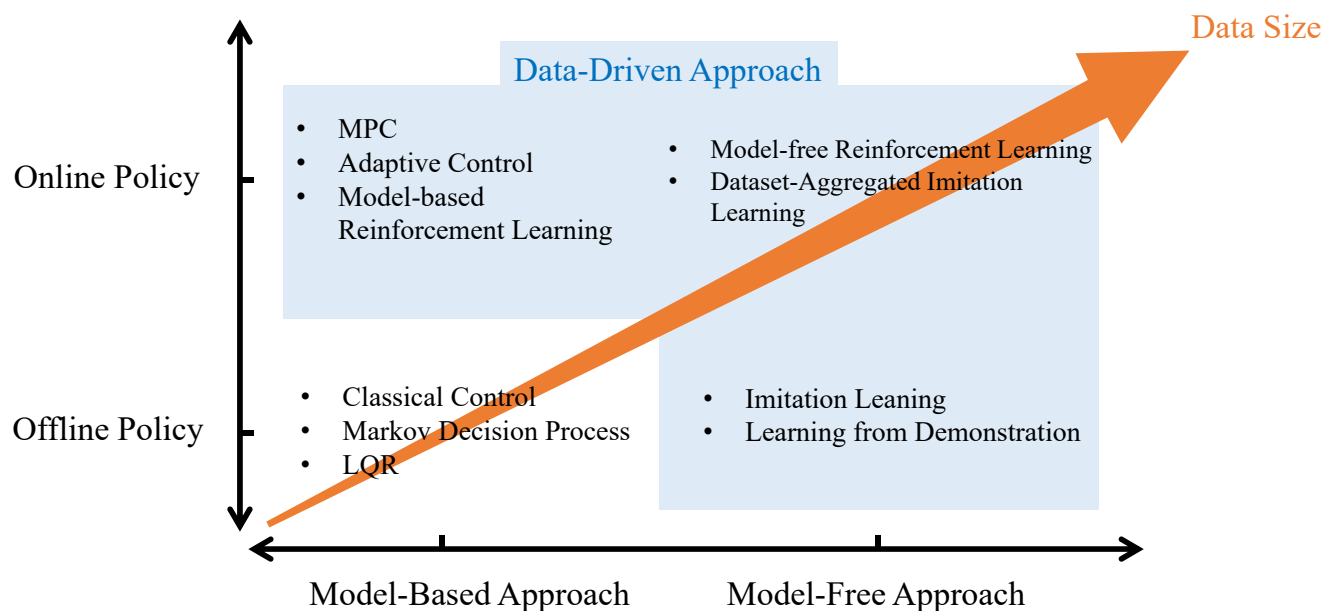 Data Size
Data-Driven Approach
Online Policy
• MPC
• Adaptive Control
• Model-based
Reinforcement Learning
• Model-free Reinforcement Learning
• Dataset-Aggregated Imitation
Learning
Offline Policy
• Classical Control
• Markov Decision Process
• LQR
• Imitation Leaning
• Learning from Demonstration
Model-Based Approach
Model-Free Approach